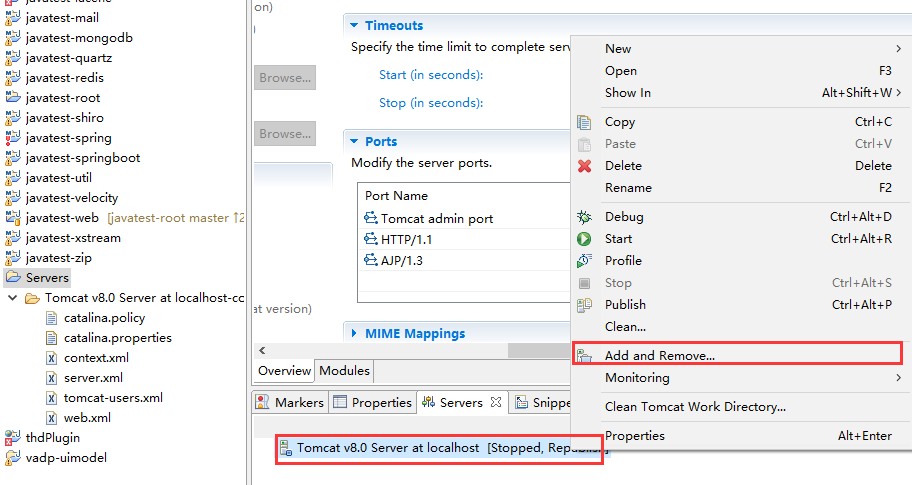 javatest-lucene
javatest-mail
javatest-mongodb
javatest-quartz
javatest-redis
javatest-root
javatest-shiro
javatest-spring
javatest-springboot
javatest-util
javatest-velocity
javatest-web [javatest-root master ↑2
javatest-xstream
javatest-zip
Servers
Tomcat v8.0 Server at localhost-co
catalina.policy
catalina.properties
context.xml
server.xml
tomcat-users.xml
web.xml
thdPlugin
vadp-uimodel
on)
)
Browse...
Browse...
at version)
Timeouts
Specify the time limit to complete serv
Start (in seconds):
Stop (in seconds):
Ports
Modify the server ports.
Port Name
Tomcat admin port
HTTP/1.1
AJP/1.3
MIME Mappings
Overview Modules
Markers Properties Servers Snippe
Tomcat v8.0 Server at localhost [Stopped, Republish]
New
Open F3
Show In Alt+Shift+W
Copy Ctrl+C
Paste Ctrl+V
Delete Delete
Rename F2
Debug Ctrl+Alt+D
Start Ctrl+Alt+R
Profile
Stop Ctrl+Alt+S
Publish Ctrl+Alt+P
Clean...
Add and Remove...
Monitoring
Clean Tomcat Work Directory...
Properties Alt+Enter